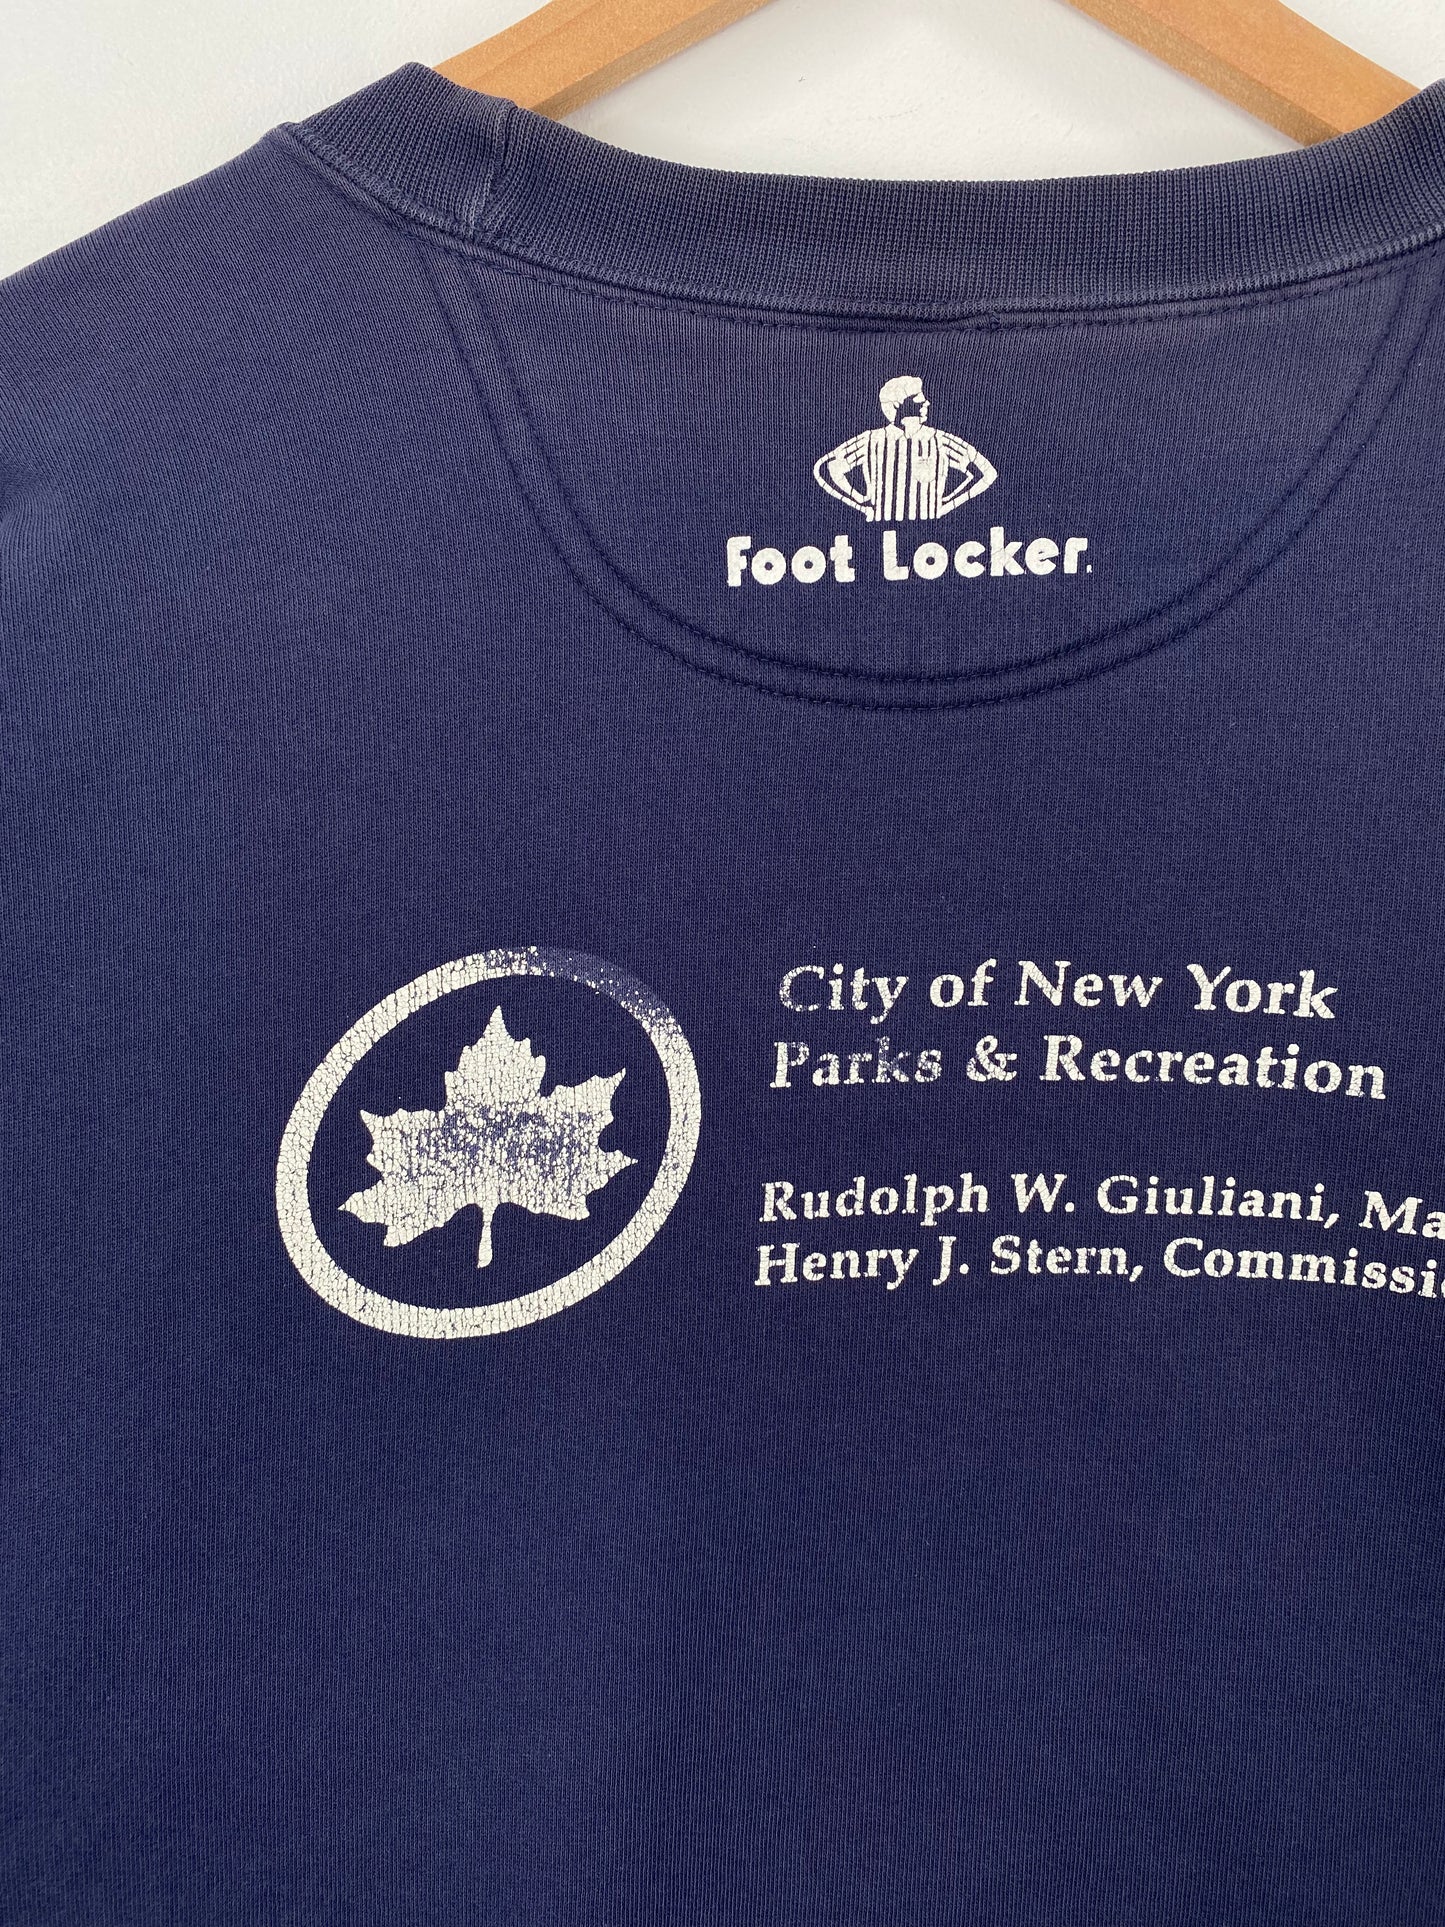 Foot Locker.
City of New York
Parks & Recreation
Rudolph W. Giuliani, Ma
Henry J. Stern, Commissi